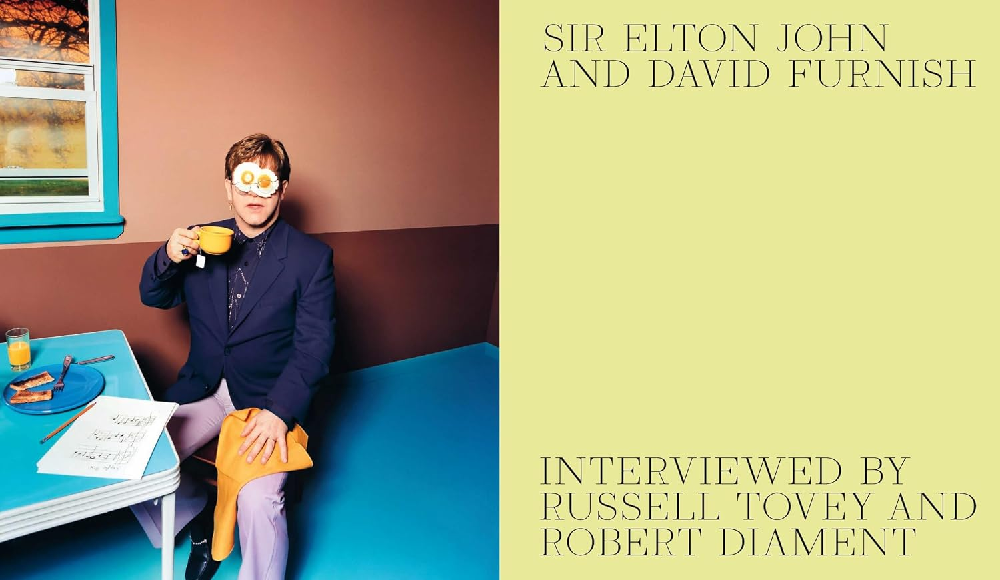 SIR ELTON JOHN
AND DAVID FURNISH
INTERVIEWED BY
RUSSELL TOVEY AND
ROBERT DIAMENT